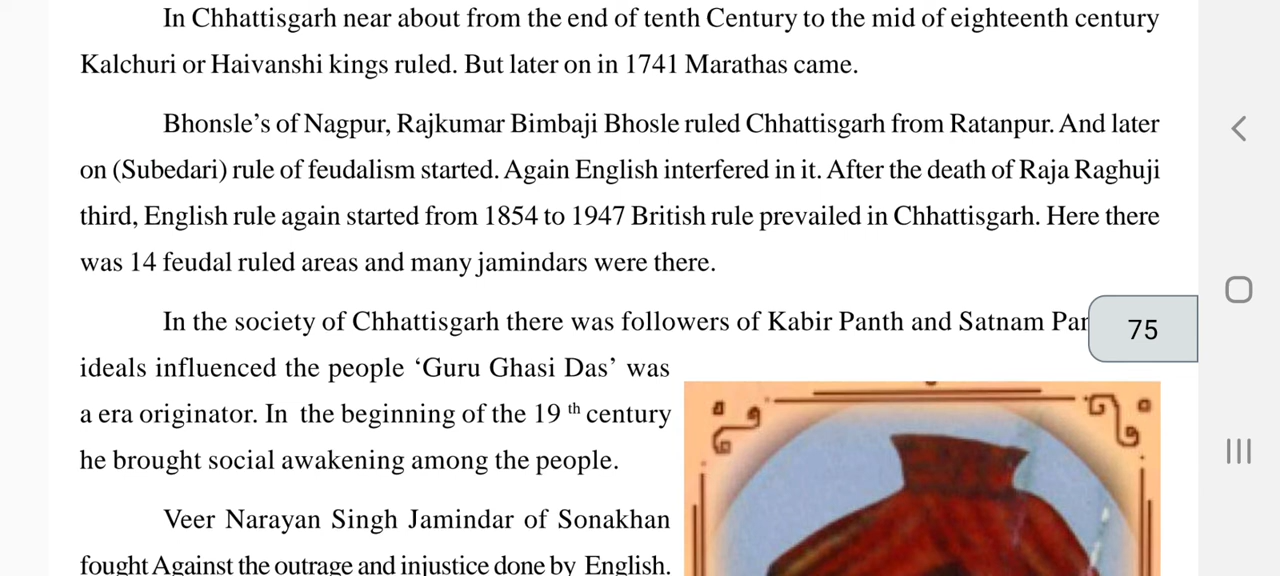 In Chhattisgarh near about from the end of tenth Century to the mid of eighteenth century
Kalchuri or Haivanshi kings ruled. But later on in 1741 Marathas came.
Bhonsle’s of Nagpur, Rajkumar Bimbaji Bhosle ruled Chhattisgarh from Ratanpur. And later
on (Subedari) rule of feudalism started. Again English interfered in it. After the death of Raja Raghuji
third, English rule again started from 1854 to 1947 British rule prevailed in Chhattisgarh. Here there
was 14 feudal ruled areas and many jamindars were there.
In the society of Chhattisgarh there was followers of Kabir Panth and Satnam
75
ideals influenced the people ‘Guru Ghasi Das’ was
a era originator. In the beginning of the 19 th century
he brought social awakening among the people.
Veer Narayan Singh Jamindar of Sonakhan
fought Against the outrage and injustice done by English.